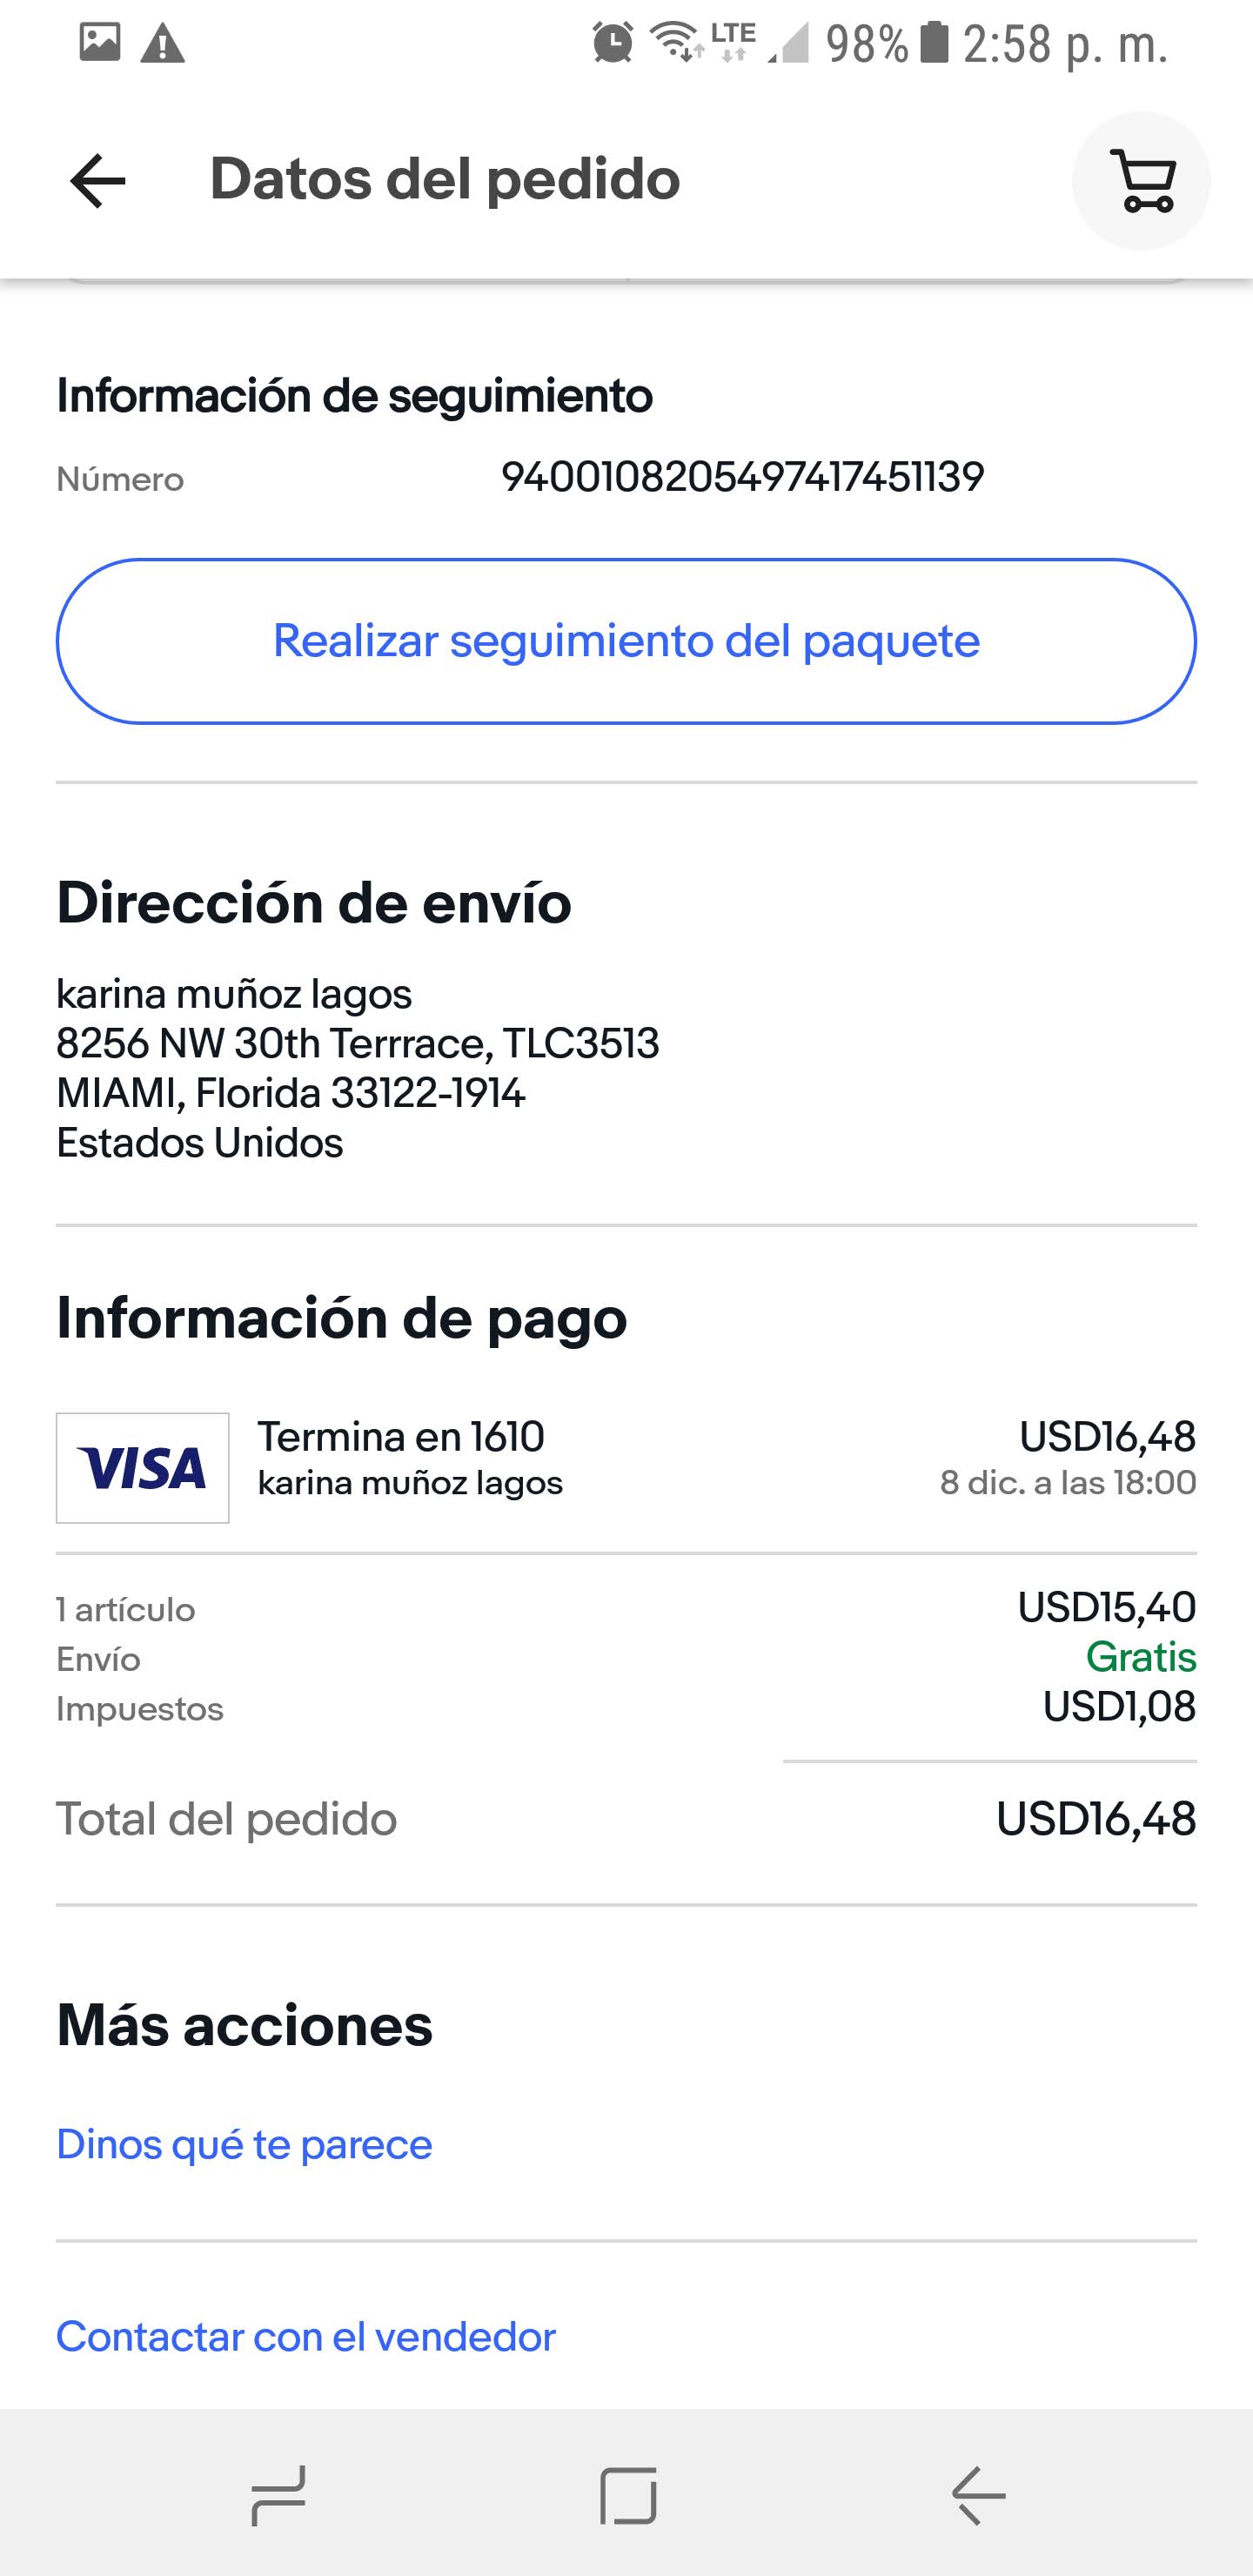 LTE 98% 2:58 p. m.
Datos del pedido
Información de seguimiento
Número 9400108205497417451139
Realizar seguimiento del paquete
Dirección de envío
karina muñoz lagos
8256 NW 30th Terrrace, TLC3513
MIAMI, Florida 33122-1914
Estados Unidos
Información de pago
VISA Termina en 1610 USD16,48
karina muñoz lagos 8 dic. a las 18:00
1 artículo USD15,40
Envío Gratis
Impuestos USD1,08
Total del pedido USD16,48
Más acciones
Dinos qué te parece
Contactar con el vendedor